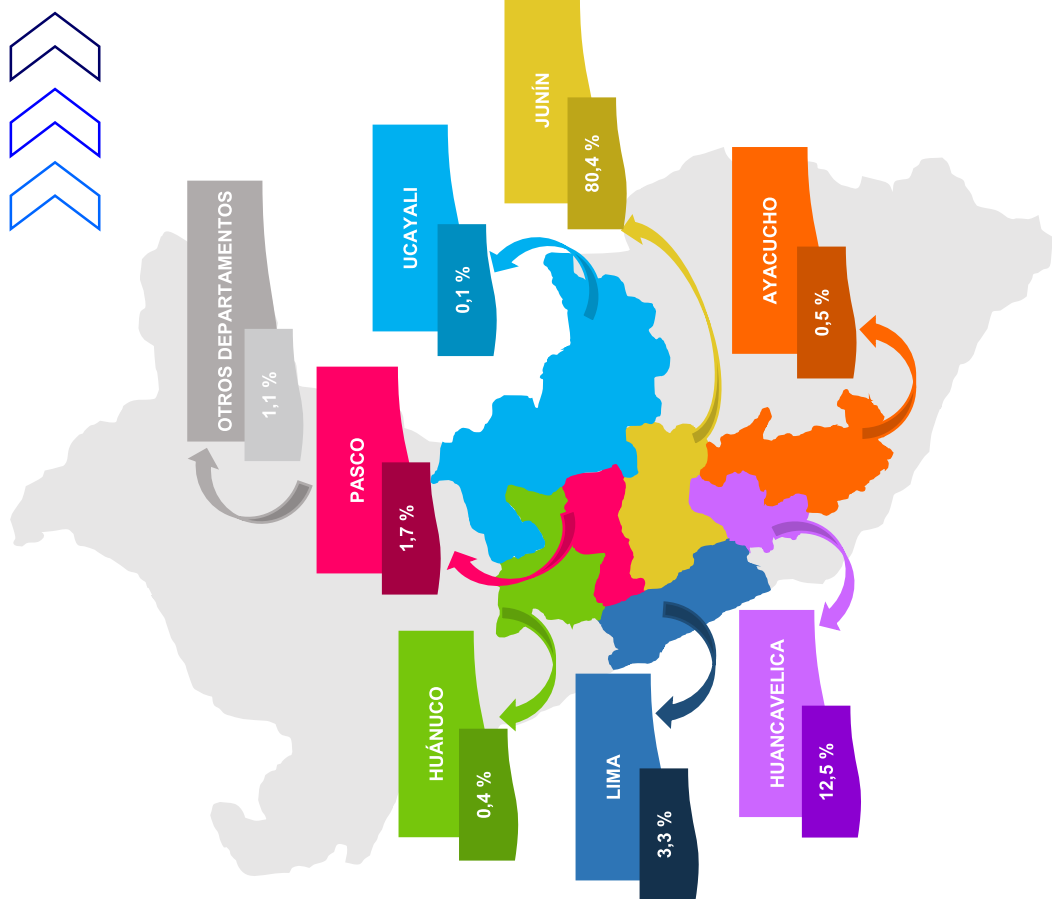 OTROS DEPARTAMENTOS
1,1 %
PASCO
1,7 %
UCAYALI
0,1 %
HUÁNUCO
0,4 %
JUNÍN
80,4 %
LIMA
3,3 %
AYACUCHO
0,5 %
HUANCAVELICA
12,5 %